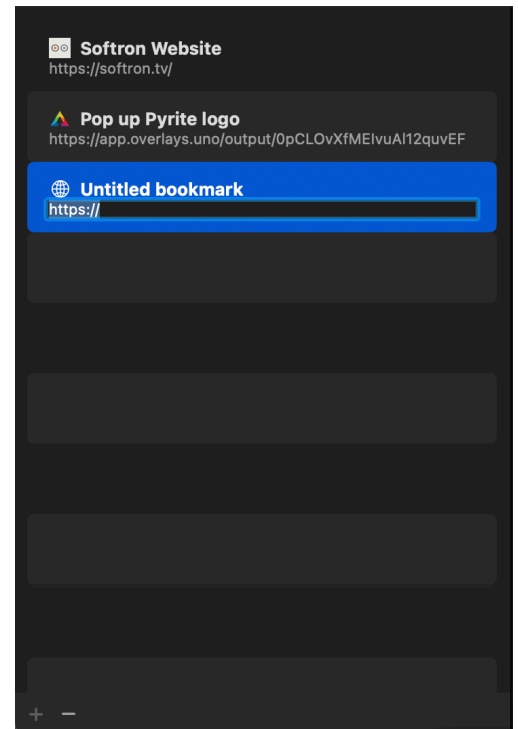 Softron Website
https://softron.tv/
Pop up Pyrite logo
https://app.overlays.uno/output/0pCLOvXfMEIvuAl12quvEF
Untitled bookmark
https://
+ −